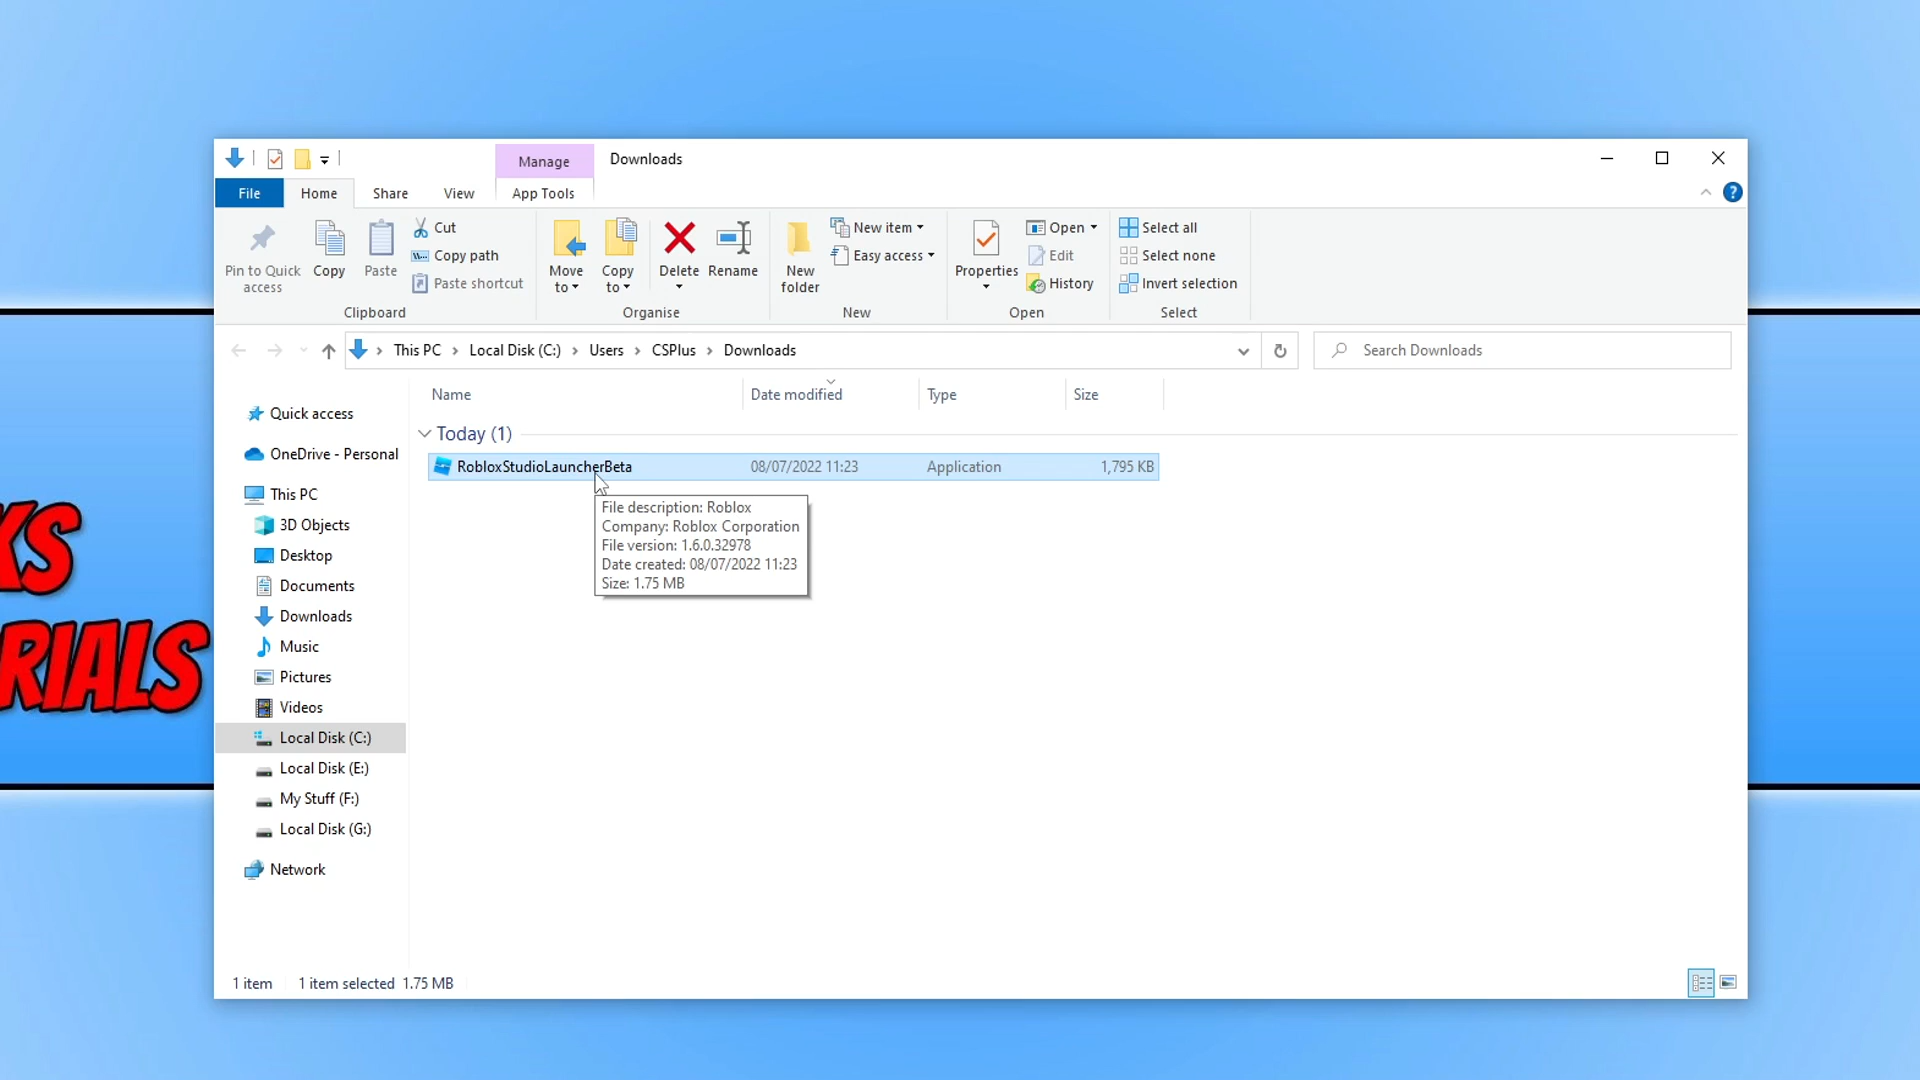 Manage
Downloads
File
Home
Share
View
App Tools
Pin to Quick access
Copy
Paste
Cut
Copy path
Paste shortcut
Clipboard
Move to
Copy to
Delete
Rename
Organise
New folder
New item
Easy access
New
Properties
Open
Edit
History
Open
Select all
Select none
Invert selection
Select
This PC > Local Disk (C:) > Users > CSPlus > Downloads
Search Downloads
Name
Date modified
Type
Size
Quick access
OneDrive - Personal
This PC
3D Objects
Desktop
Documents
Downloads
Music
Pictures
Videos
Local Disk (C:)
Local Disk (E:)
My Stuff (F:)
Local Disk (G:)
Network
Today (1)
RobloxStudioLauncherBeta 08/07/2022 11:23 Application 1,795 KB
File description: Roblox
Company: Roblox Corporation
File version: 1.6.0.32978
Date created: 08/07/2022 11:23
Size: 1.75 MB
KS
RIALS
1 item
1 item selected 1.75 MB